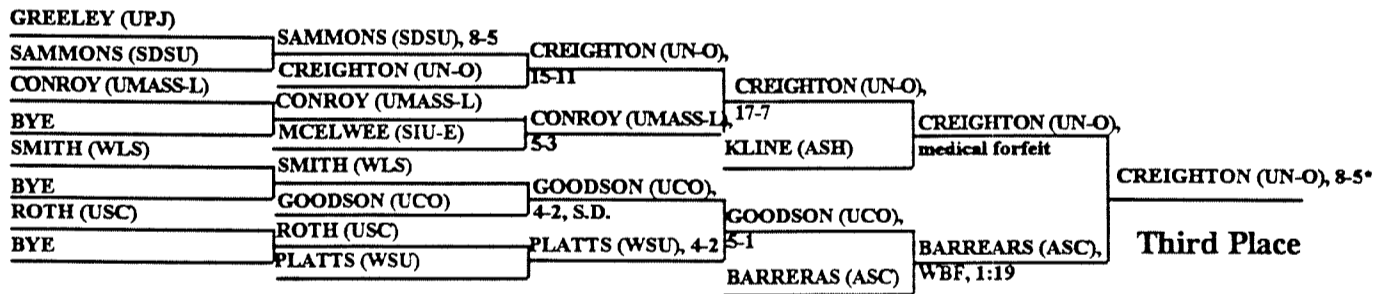 GREELEY (UPJ)
SAMMONS (SDSU)
CONROY (UMASS-L)
BYE
SMITH (WLS)
BYE
ROTH (USC)
BYE
SAMMONS (SDSU), 8-5
CREIGHTON (UN-O)
CONROY (UMASS-L)
MCELWEE (SIU-E)
SMITH (WLS)
GOODSON (UCO)
ROTH (USC)
PLATTS (WSU)
CREIGHTON (UN-O),
15-11
CONROY (UMASS-L),
5-3
GOODSON (UCO),
4-2, S.D.
PLATTS (WSU), 4-2
CREIGHTON (UN-O),
17-7
KLINE (ASH)
GOODSON (UCO),
5-1
BARRERAS (ASC)
CREIGHTON (UN-O),
medical forfeit
BARREARS (ASC),
WBF, 1:19
CREIGHTON (UN-O), 8-5*
Third Place